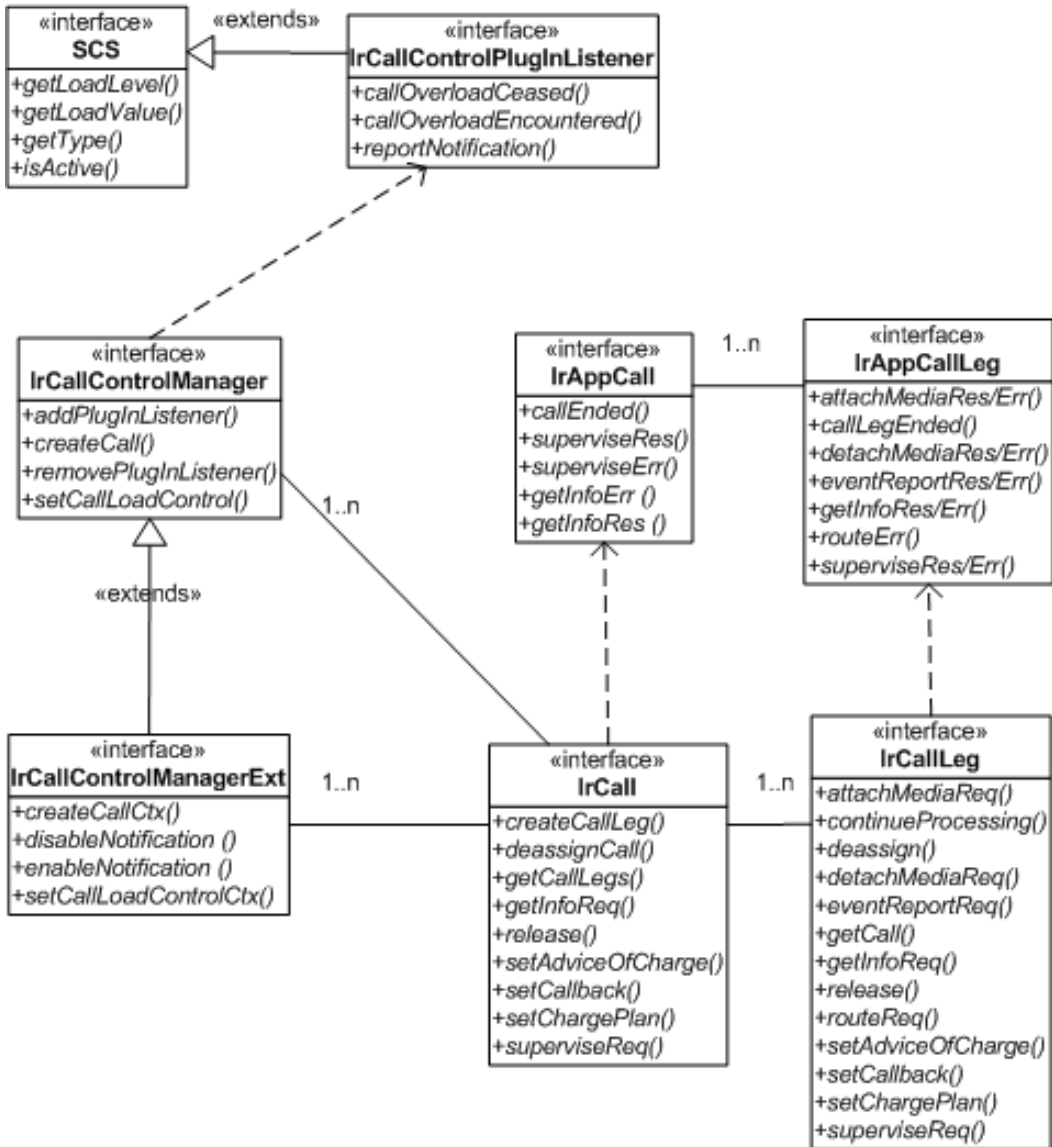 «interface»
SCS
+getLoadLevel()
+getLoadValue()
+getType()
+isActive()
«extends»
«interface»
IrCallControlPlugInListener
+callOverloadCeased()
+callOverloadEncountered()
+reportNotification()
«interface»
IrCallControlManager
+addPlugInListener()
+createCall()
+removePlugInListener()
+setCallLoadControl()
1..n
«interface»
IrAppCall
+callEnded()
+superviseRes()
+superviseErr()
+getInfoErr ()
+getInfoRes ()
1..n
«interface»
IrAppCallLeg
+attachMediaRes/Err()
+callLegEnded()
+detachMediaRes/Err()
+eventReportRes/Err()
+getInfoRes/Err()
+routeErr()
+superviseRes/Err()
«extends»
«interface»
IrCallControlManagerExt
+createCallCtx()
+disableNotification ()
+enableNotification ()
+setCallLoadControlCtx()
1..n
«interface»
IrCall
+createCallLeg()
+deassignCall()
+getCallLegs()
+getInfoReq()
+release()
+setAdviceOfCharge()
+setCallback()
+setChargePlan()
+superviseReq()
1..n
«interface»
IrCallLeg
+attachMediaReq()
+continueProcessing()
+deassign()
+detachMediaReq()
+eventReportReq()
+getCall()
+getInfoReq()
+release()
+routeReq()
+setAdviceOfCharge()
+setCallback()
+setChargePlan()
+superviseReq()